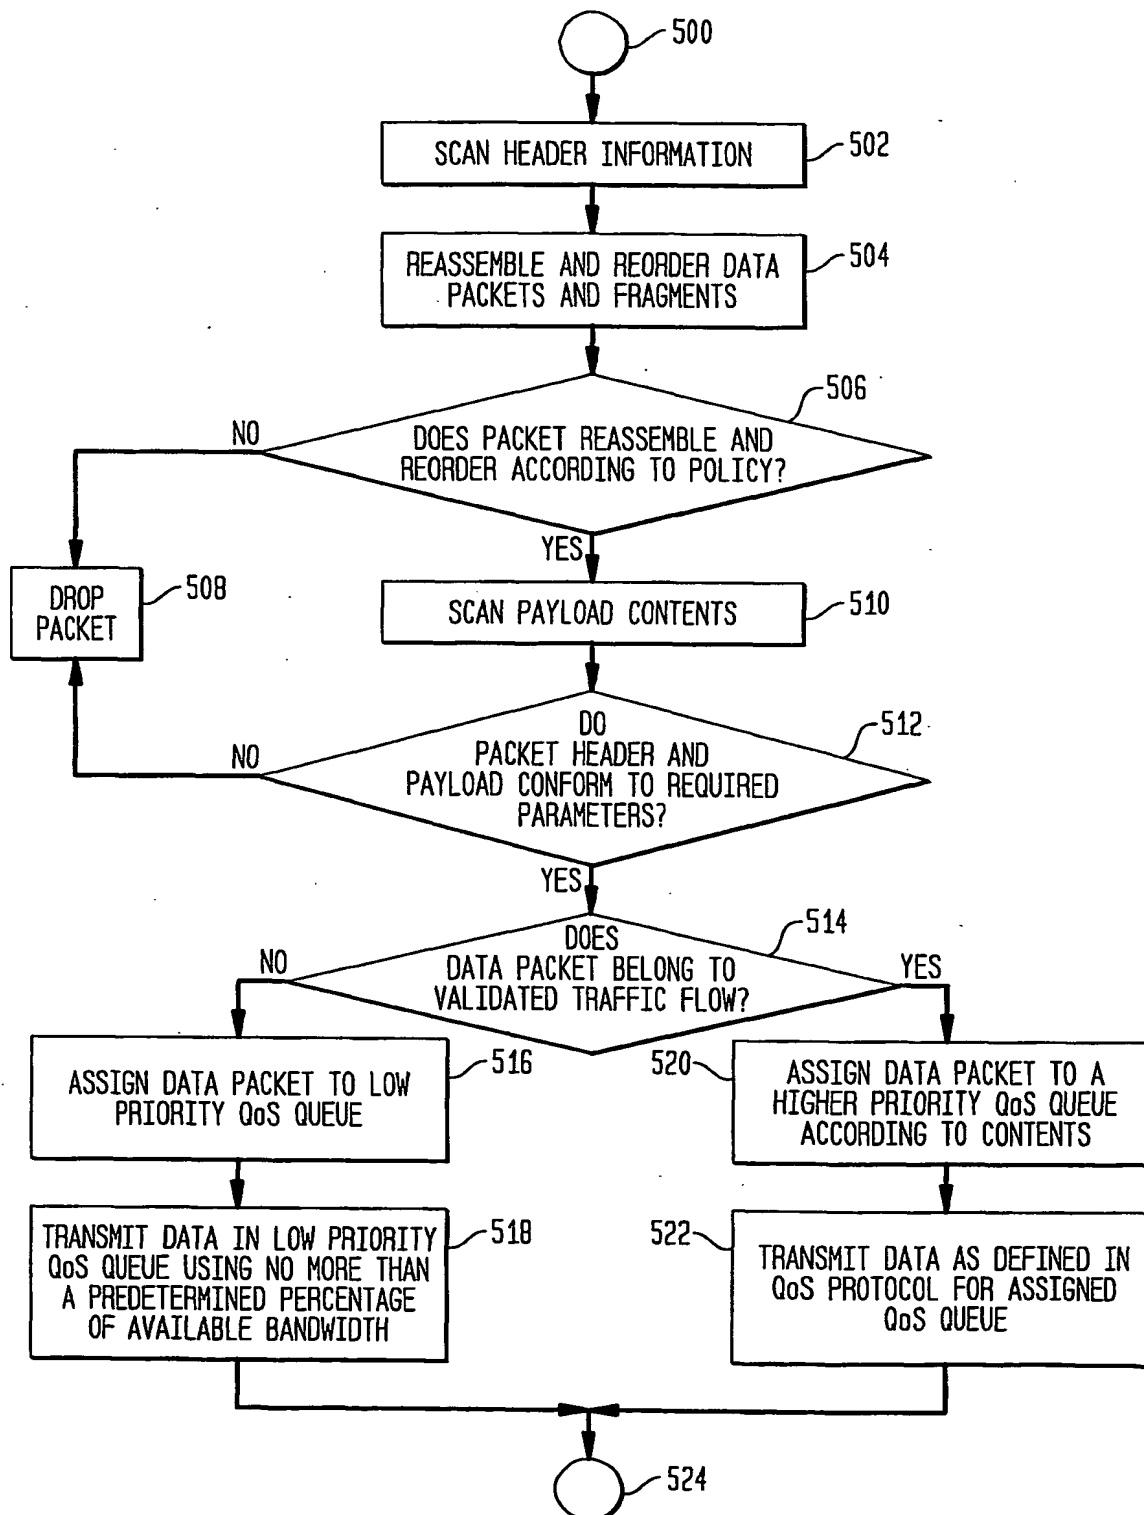 500
SCAN HEADER INFORMATION
502
REASSEMBLE AND REORDER DATA
PACKETS AND FRAGMENTS
504
506
DOES PACKET REASSEMBLE AND
REORDER ACCORDING TO POLICY?
NO
YES
DROP
PACKET
508
SCAN PAYLOAD CONTENTS
510
DO
PACKET HEADER AND
PAYLOAD CONFORM TO REQUIRED
PARAMETERS?
512
NO
YES
DOES
DATA PACKET BELONG TO
VALIDATED TRAFFIC FLOW?
514
NO
YES
ASSIGN DATA PACKET TO LOW
PRIORITY QoS QUEUE
516
520
ASSIGN DATA PACKET TO A
HIGHER PRIORITY QoS QUEUE
ACCORDING TO CONTENTS
TRANSMIT DATA IN LOW PRIORITY
QoS QUEUE USING NO MORE THAN
A PREDETERMINED PERCENTAGE
OF AVAILABLE BANDWIDTH
518
522
TRANSMIT DATA AS DEFINED IN
QoS PROTOCOL FOR ASSIGNED
QoS QUEUE
524